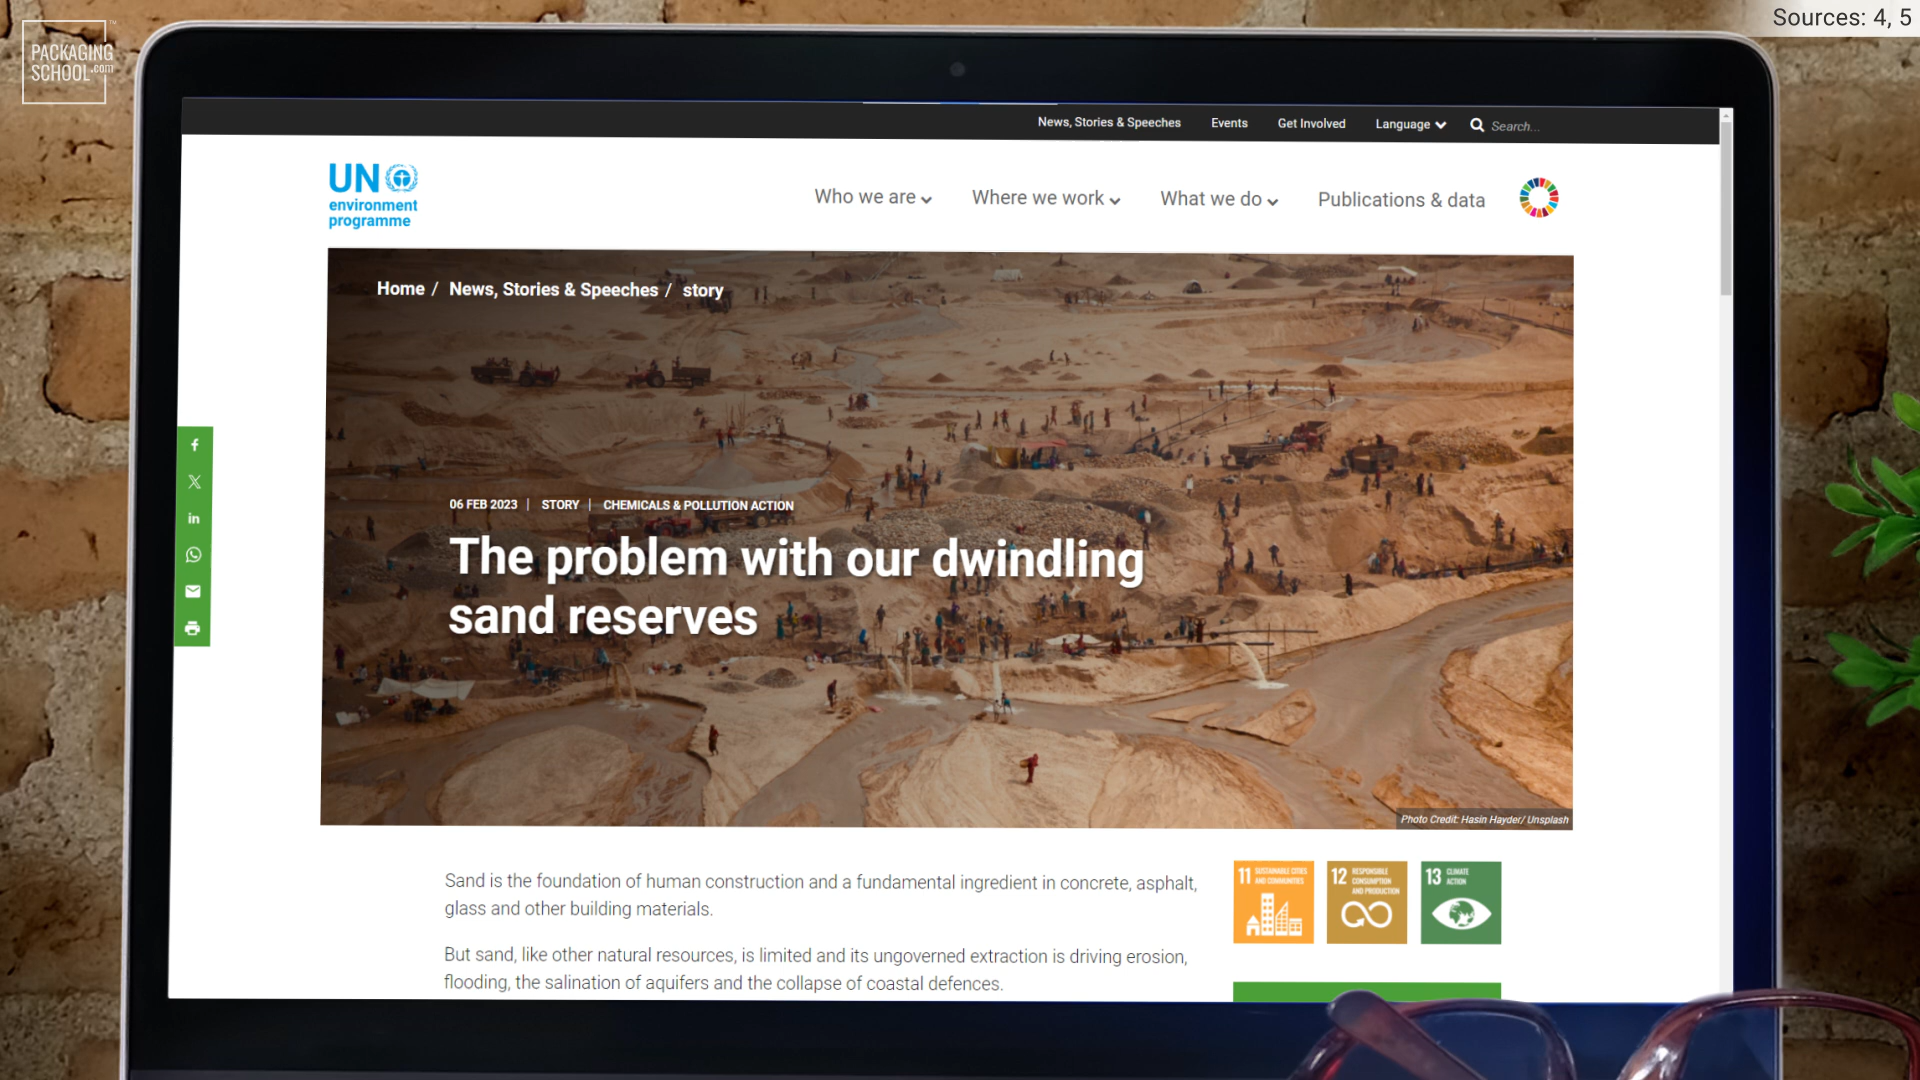 Sources: 4, 5
PACKAGING
SCHOOL.com
TM
News, Stories & Speeches Events Get Involved Language Search...
UN
environment
programme
Who we are Where we work What we do Publications & data
Home / News, Stories & Speeches / story
06 FEB 2023 | STORY | CHEMICALS & POLLUTION ACTION
The problem with our dwindling
sand reserves
Photo Credit: Hasin Hayder/ Unsplash
Sand is the foundation of human construction and a fundamental ingredient in concrete, asphalt,
glass and other building materials.
But sand, like other natural resources, is limited and its ungoverned extraction is driving erosion,
flooding, the salination of aquifers and the collapse of coastal defences.
11 SUSTAINABLE CITIES
AND COMMUNITIES
12 RESPONSIBLE
CONSUMPTION
AND PRODUCTION
13 CLIMATE
ACTION